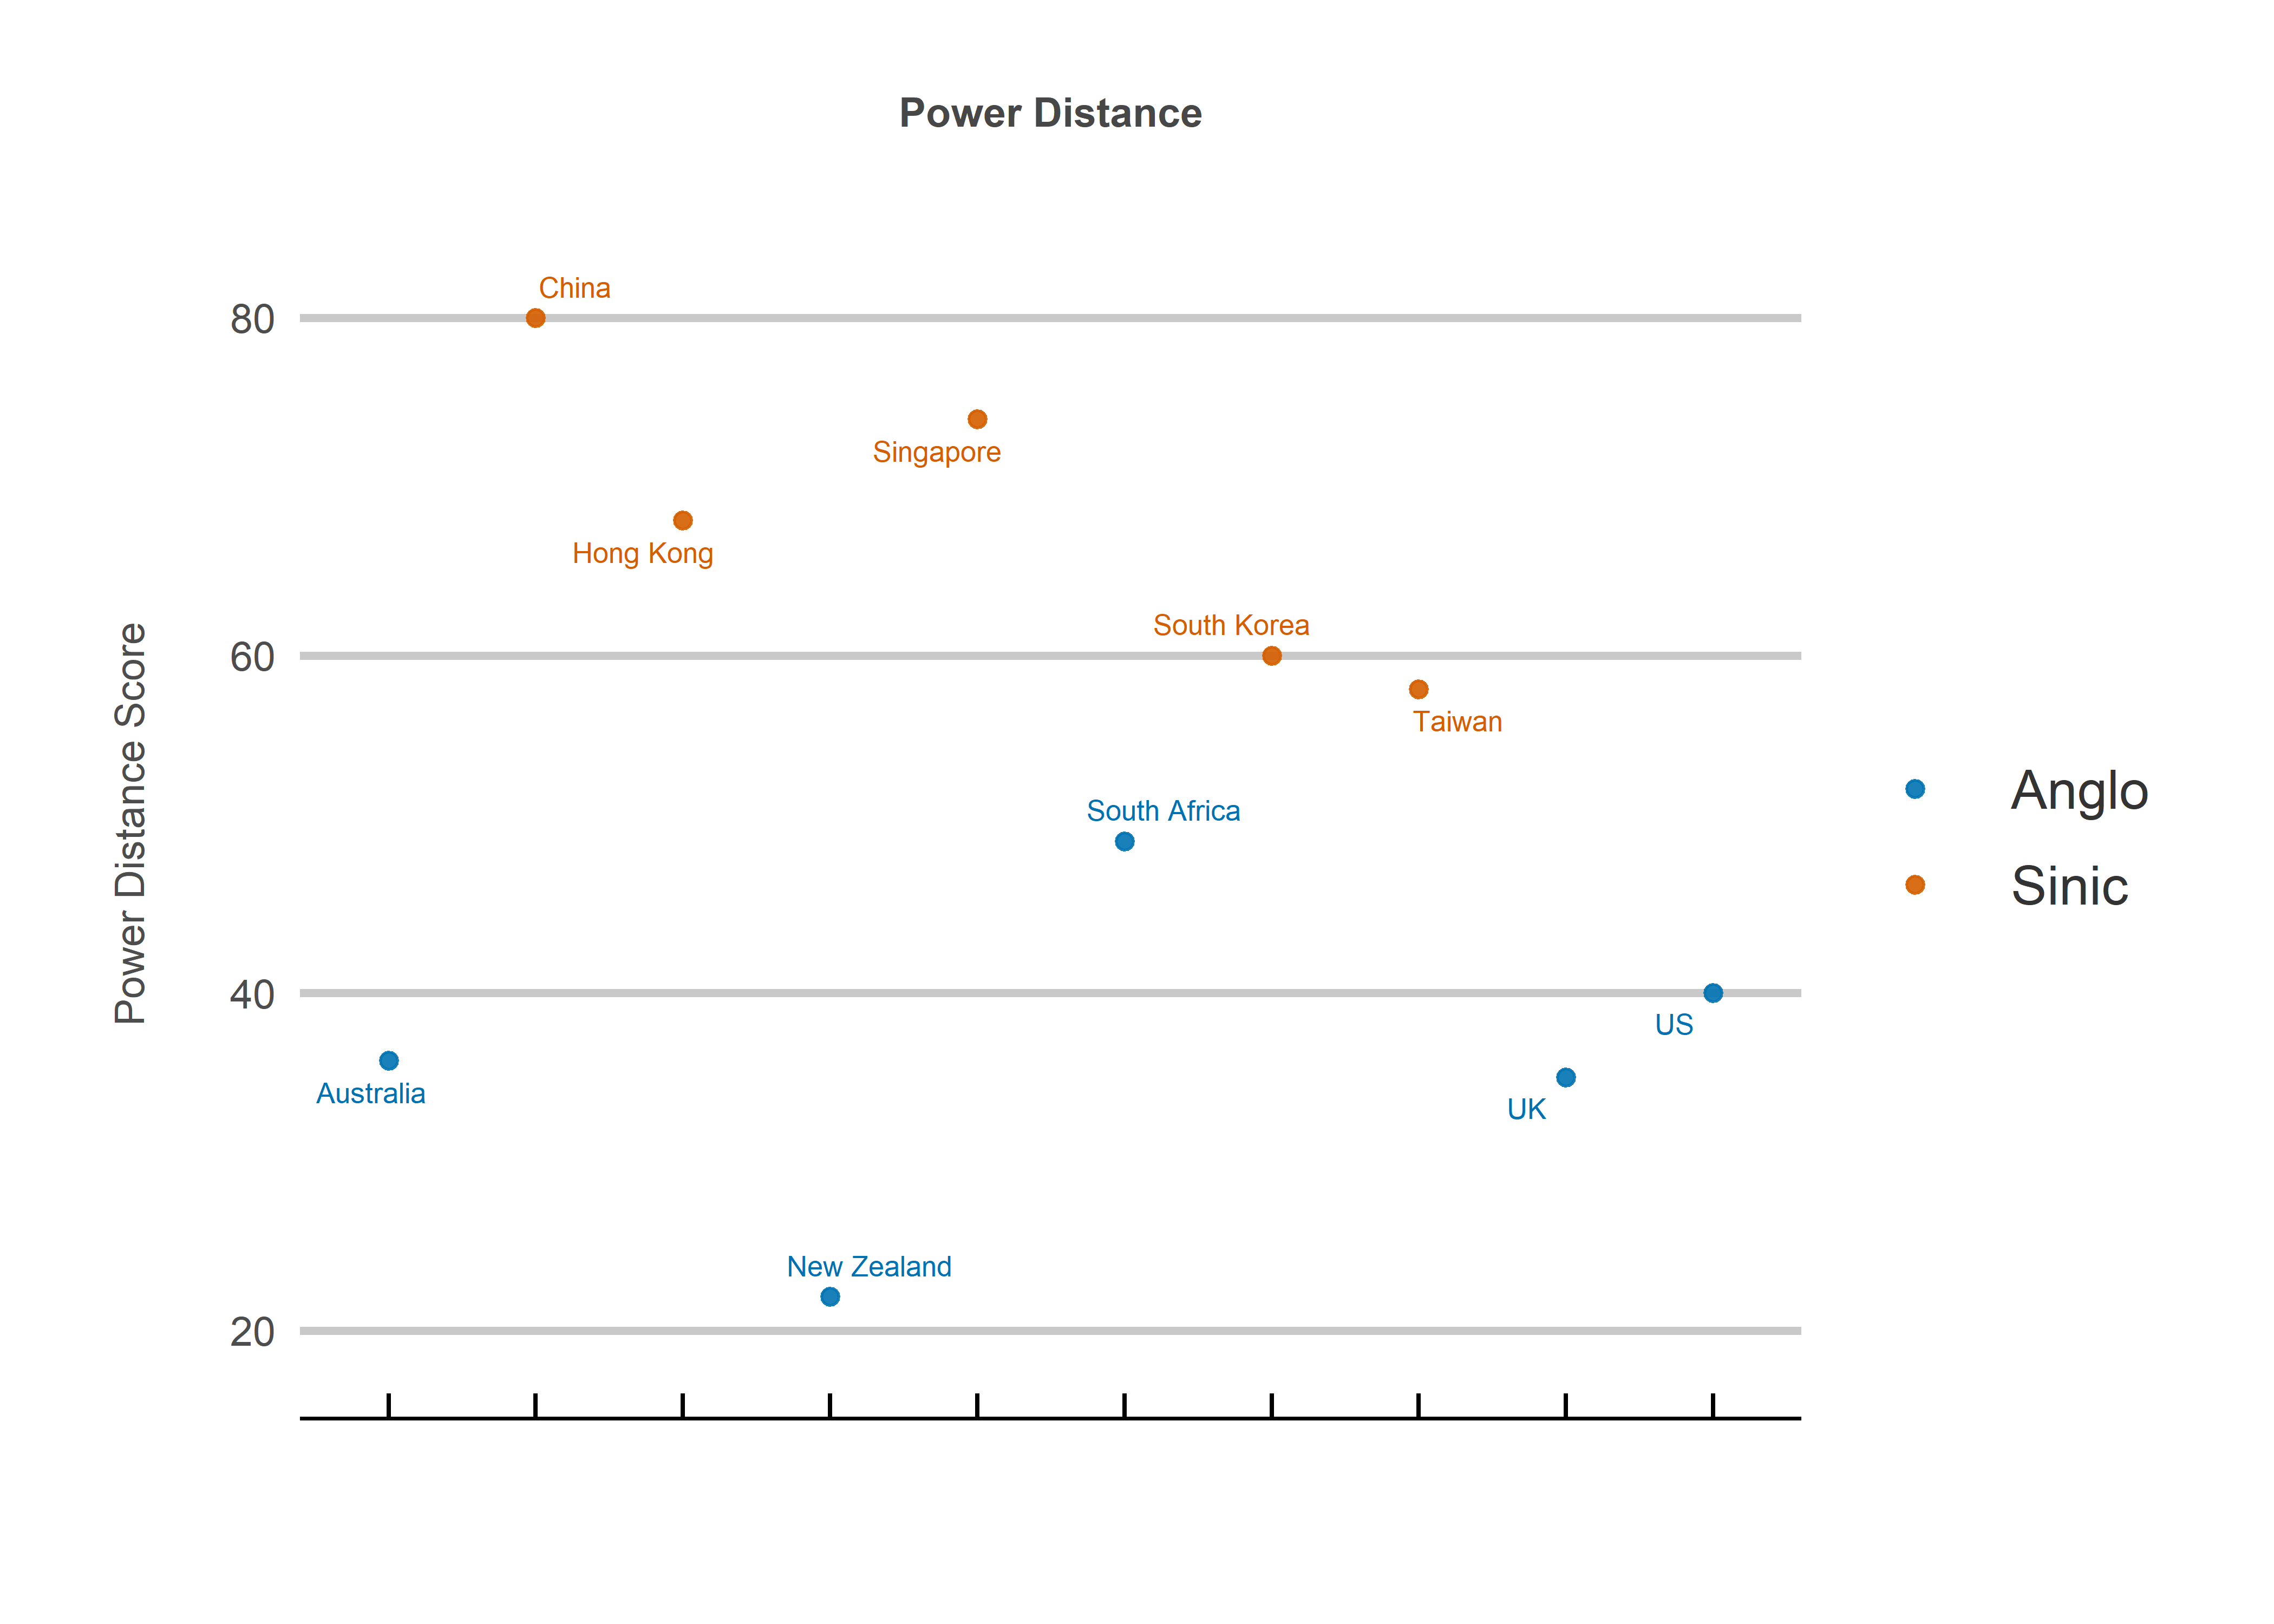 Power Distance
Power Distance Score
80
60
40
20
China
Singapore
Hong Kong
South Korea
Taiwan
South Africa
US
Australia
UK
New Zealand
Anglo
Sinic